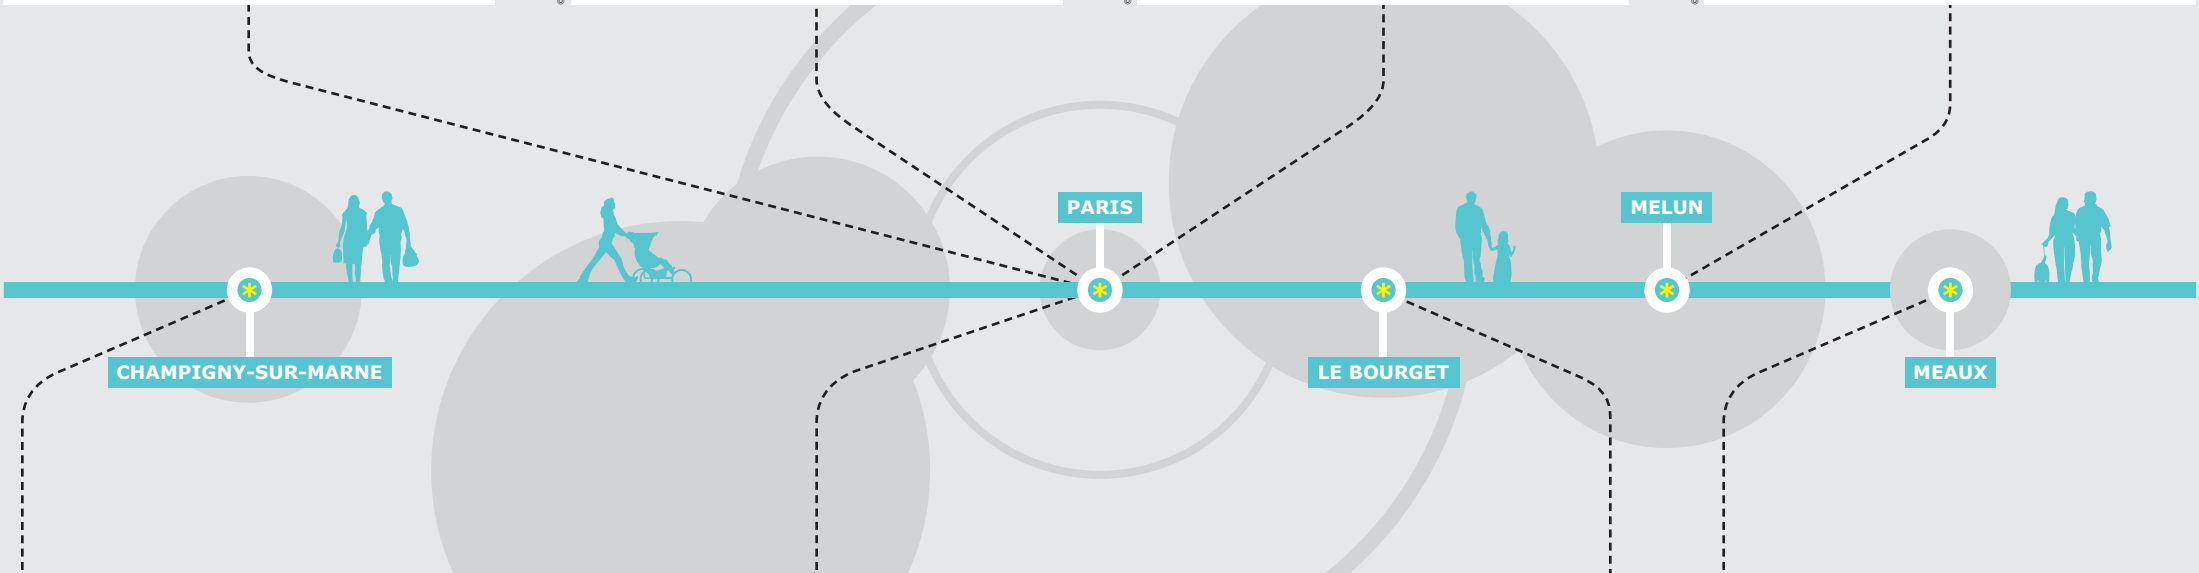 PARIS
MELUN
CHAMPIGNY-SUR-MARNE
LE BOURGET
MEAUX